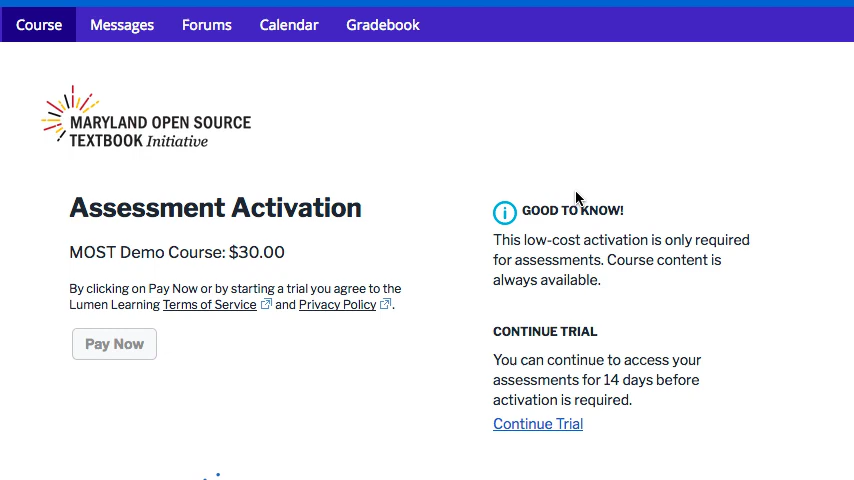 Course Messages Forums Calendar Gradebook
MARYLAND OPEN SOURCE
TEXTBOOK Initiative
Assessment Activation
MOST Demo Course: $30.00
By clicking on Pay Now or by starting a trial you agree to the
Lumen Learning Terms of Service and Privacy Policy.
Pay Now
GOOD TO KNOW!
This low-cost activation is only required
for assessments. Course content is
always available.
CONTINUE TRIAL
You can continue to access your
assessments for 14 days before
activation is required.
Continue Trial